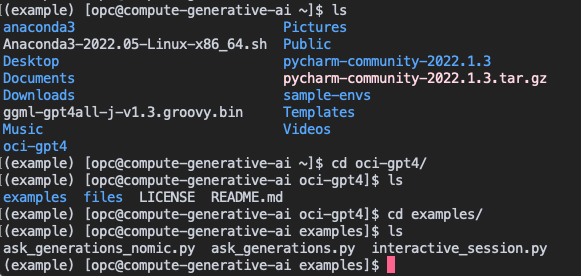 [(example) [opc@compute-generative-ai ~]$ ls
anaconda3 Pictures
Anaconda3-2022.05-Linux-x86_64.sh Public
Desktop pycharm-community-2022.1.3
Documents pycharm-community-2022.1.3.tar.gz
Downloads sample-envs
ggml-gpt4all-j-v1.3.groovy.bin Templates
Music Videos
oci-gpt4
[(example) [opc@compute-generative-ai ~]$ cd oci-gpt4/
[(example) [opc@compute-generative-ai oci-gpt4]$ ls
examples files LICENSE README.md
[(example) [opc@compute-generative-ai oci-gpt4]$ cd examples/
[(example) [opc@compute-generative-ai examples]$ ls
ask_generations_nomic.py ask_generations.py interactive_session.py
(example) [opc@compute-generative-ai examples]$